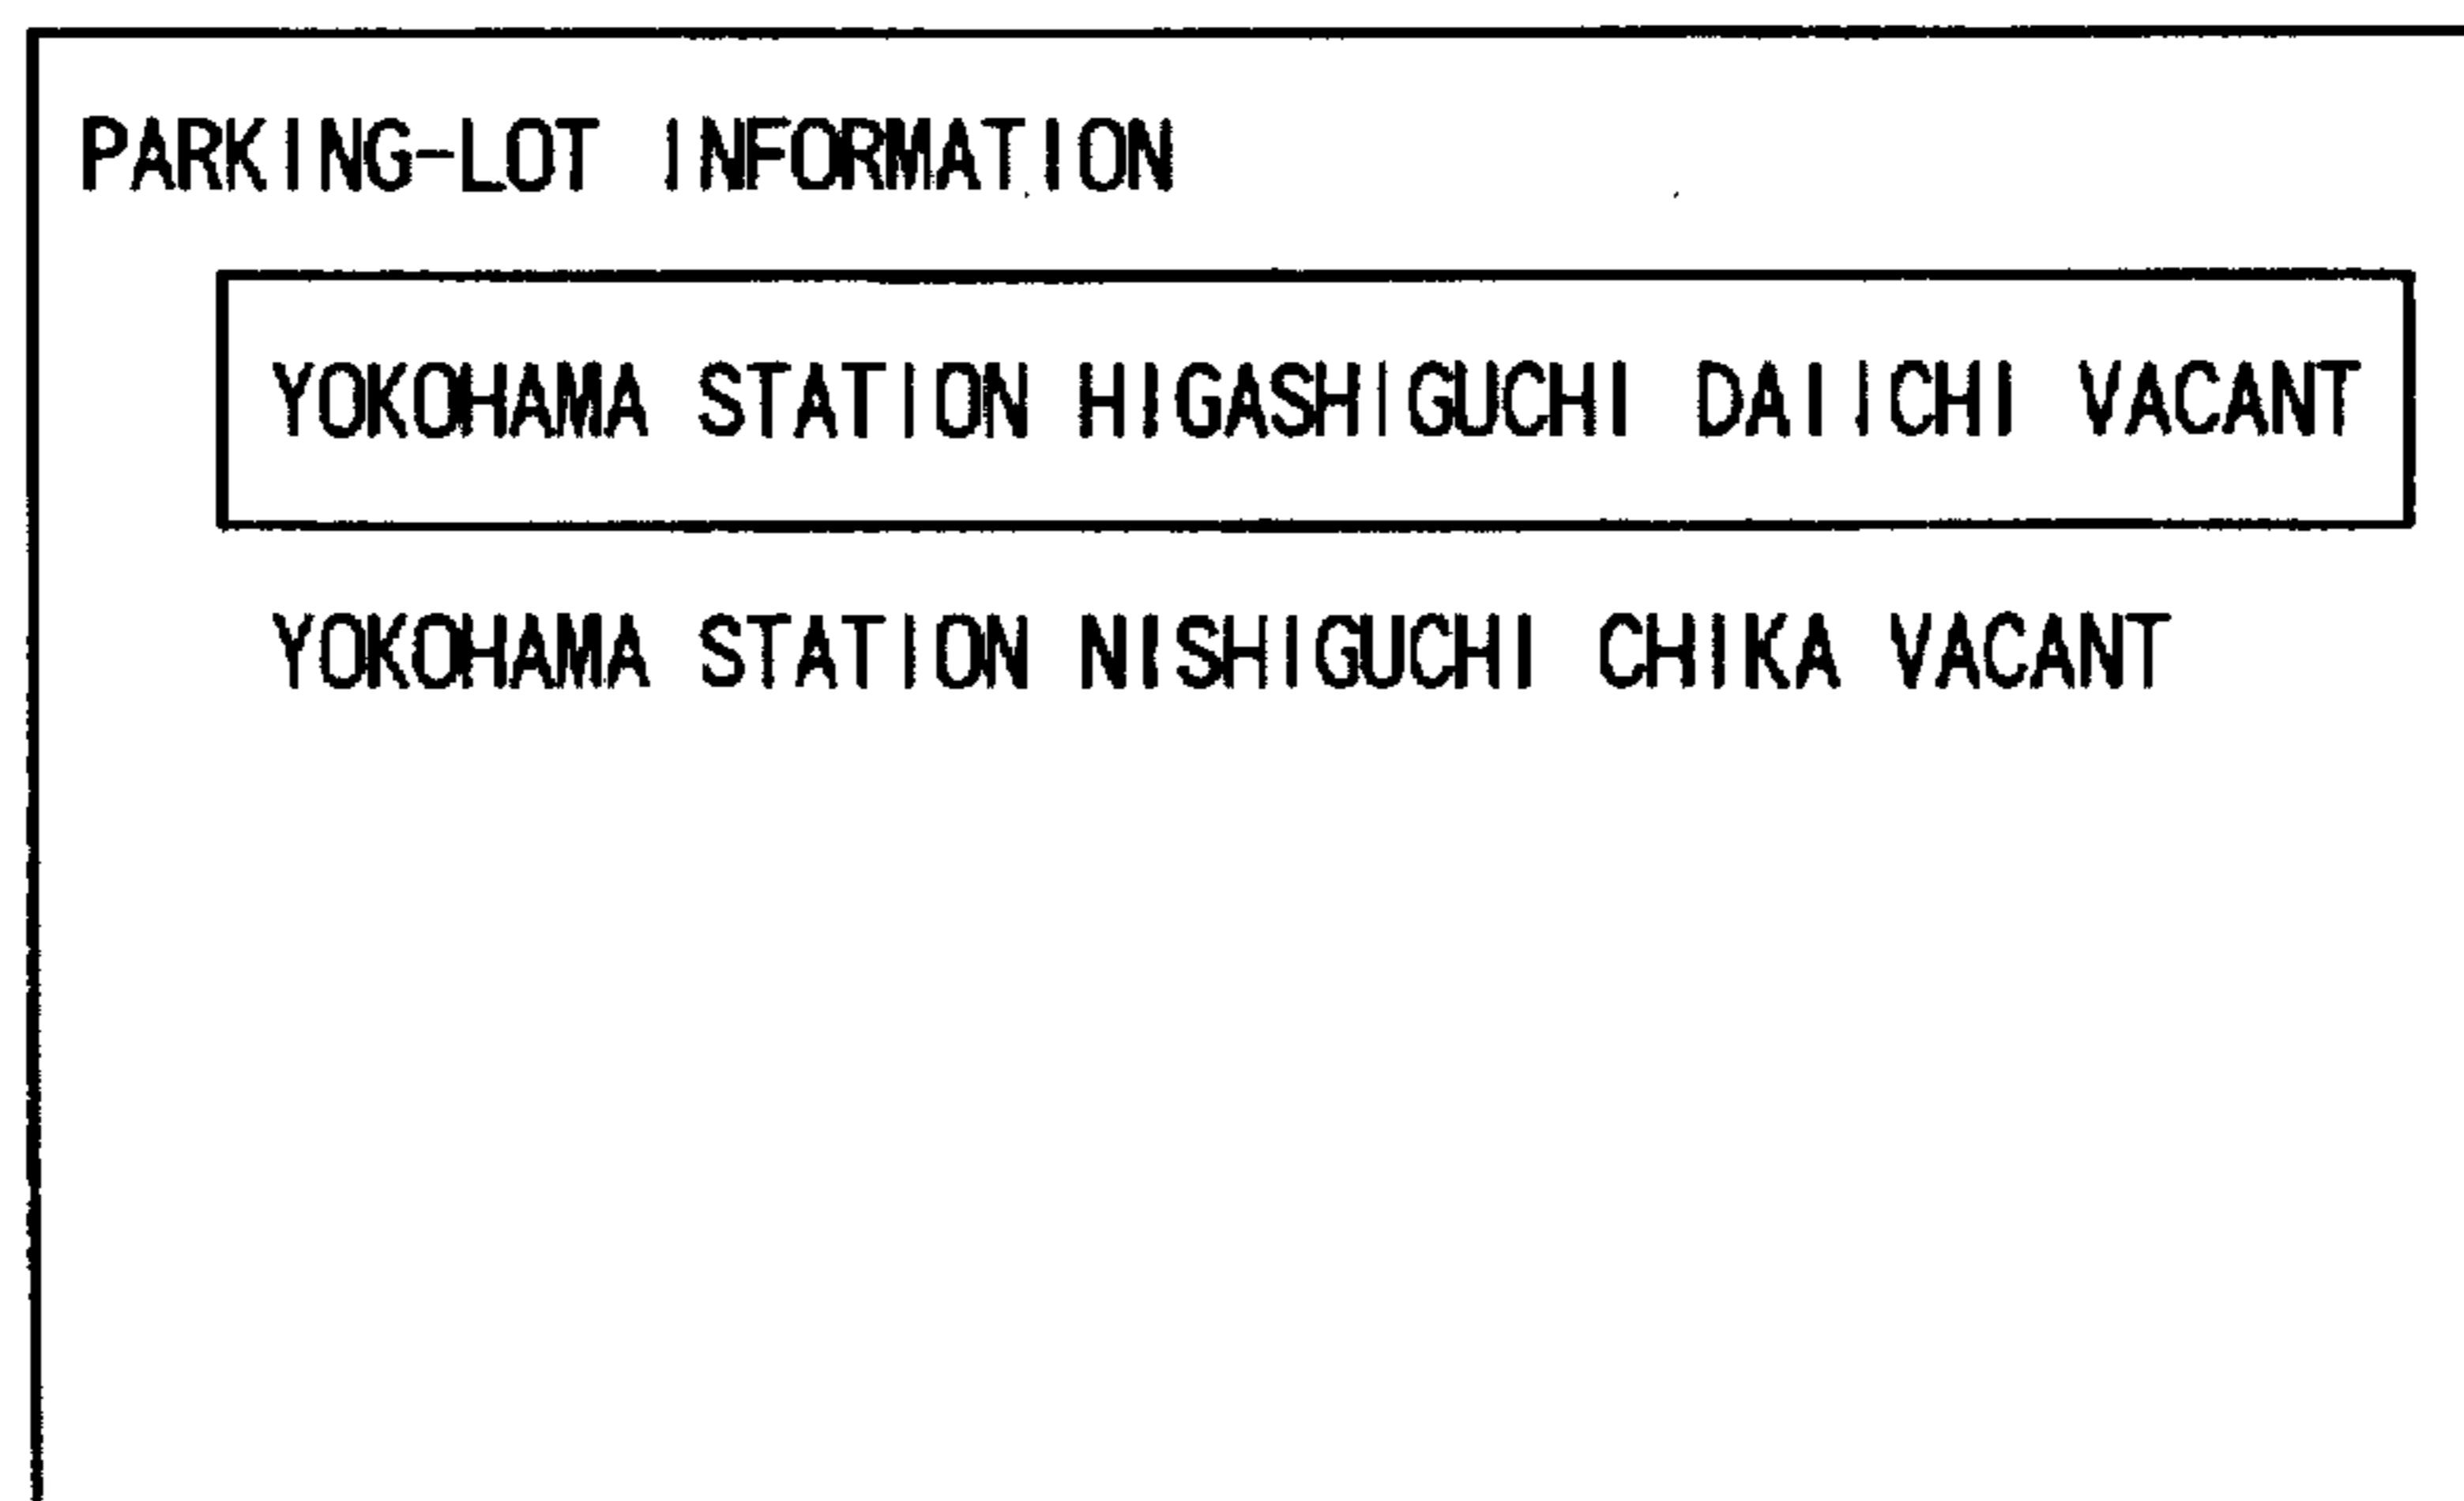 PARKING-LOT INFORMATION
YOKOHAMA STATION HIGASHIGUCHI DAIICHI VACANT
YOKOHAMA STATION NISHIGUCHI CHIKA VACANT